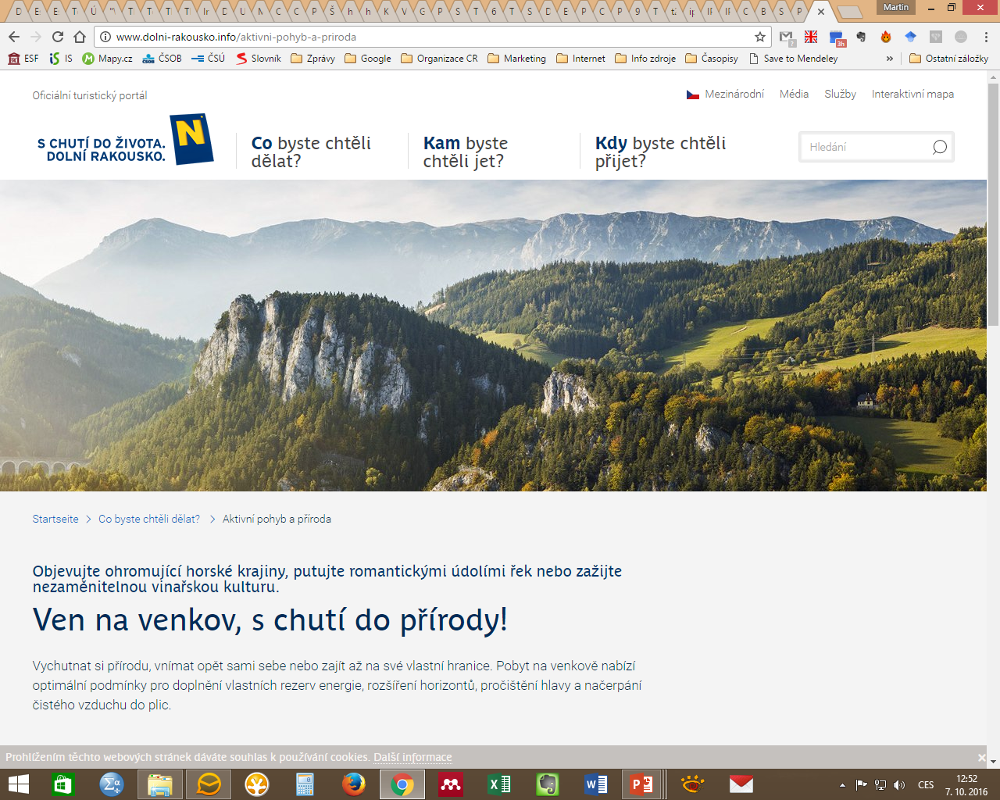 Martin
www.dolni-rakousko.info/aktivni-pohyb-a-priroda
ESF IS Mapy.cz ČSOB ČSÚ Slovník Zprávy Google Organizace CR Marketing Internet Info zdroje Časopisy Save to Mendeley » Ostatní záložky
Oficiální turistický portál
Mezinárodní Média Služby Interaktivní mapa
S CHUTÍ DO ŽIVOTA.
DOLNÍ RAKOUSKO.
N
Co byste chtěli
dělat?
Kam byste
chtěli jet?
Kdy byste chtěli
přijet?
Hledání
Startseite > Co byste chtěli dělat? > Aktivní pohyb a příroda
Objevujte ohromující horské krajiny, putujte romantickými údolími řek nebo zažijte
nezaměnitelnou vinařskou kulturu.
Ven na venkov, s chutí do přírody!
Vychutnat si přírodu, vnímat opět sami sebe nebo zajít až na své vlastní hranice. Pobyt na venkově nabízí
optimální podmínky pro doplnění vlastních rezerv energie, rozšíření horizontů, pročištění hlavy a načerpání
čistého vzduchu do plic.
Prohlížením těchto webových stránek dáváte souhlas k používání cookies. Další informace
CES
12:52
7. 10. 2016